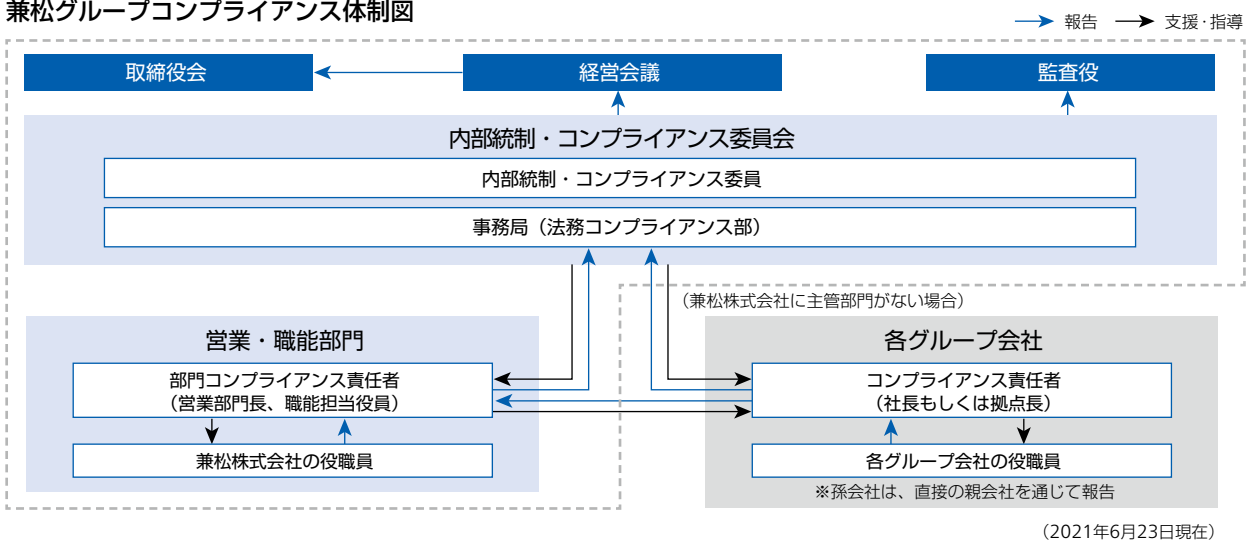 兼松グループコンプライアンス体制図
報告
支援・指導
取締役会
経営会議
監査役
内部統制・コンプライアンス委員会
内部統制・コンプライアンス委員
事務局（法務コンプライアンス部）
（兼松株式会社に主管部門がない場合）
営業・職能部門
部門コンプライアンス責任者
（営業部門長、職能担当役員）
兼松株式会社の役職員
各グループ会社
コンプライアンス責任者
（社長もしくは拠点長）
各グループ会社の役職員
※孫会社は、直接の親会社を通じて報告
（2021年6月23日現在）